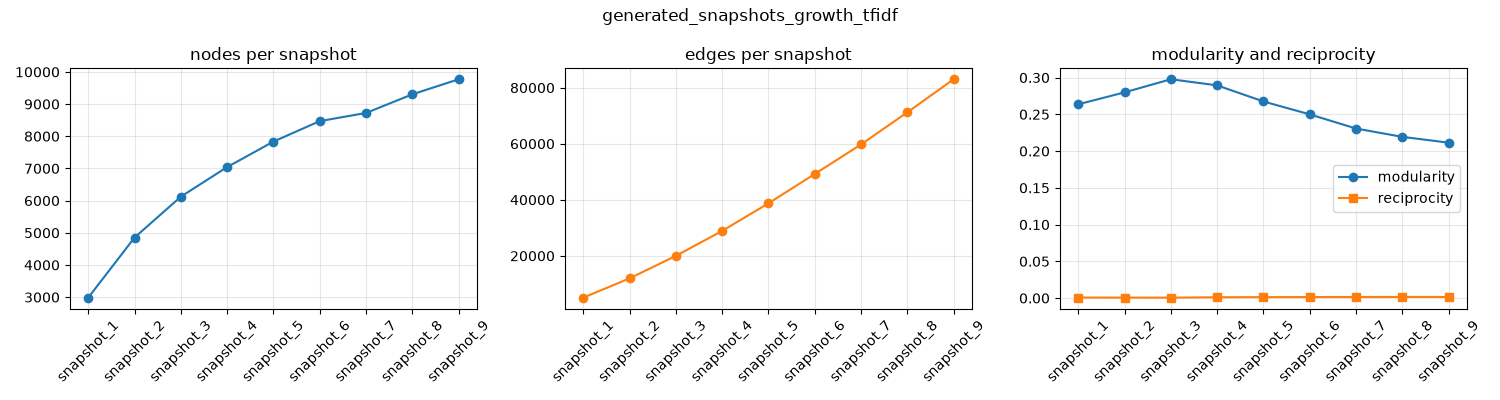 generated_snapshots_growth_tfidf
nodes per snapshot
10000
9000
8000
7000
6000
5000
4000
3000
snapshot_1
snapshot_2
snapshot_3
snapshot_4
snapshot_5
snapshot_6
snapshot_7
snapshot_8
snapshot_9
edges per snapshot
80000
60000
40000
20000
snapshot_1
snapshot_2
snapshot_3
snapshot_4
snapshot_5
snapshot_6
snapshot_7
snapshot_8
snapshot_9
modularity and reciprocity
0.30
0.25
0.20
0.15
0.10
0.05
0.00
modularity
reciprocity
snapshot_1
snapshot_2
snapshot_3
snapshot_4
snapshot_5
snapshot_6
snapshot_7
snapshot_8
snapshot_9